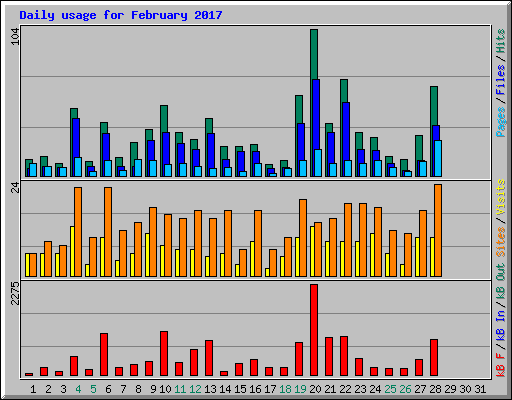 Daily usage for February 2017
104
Pages / Files / Hits
24
Sites / Visits
2275
kB F / kB In / kB Out
1 2 3 4 5 6 7 8 9 10 11 12 13 14 15 16 17 18 19 20 21 22 23 24 25 26 27 28 29 30 31